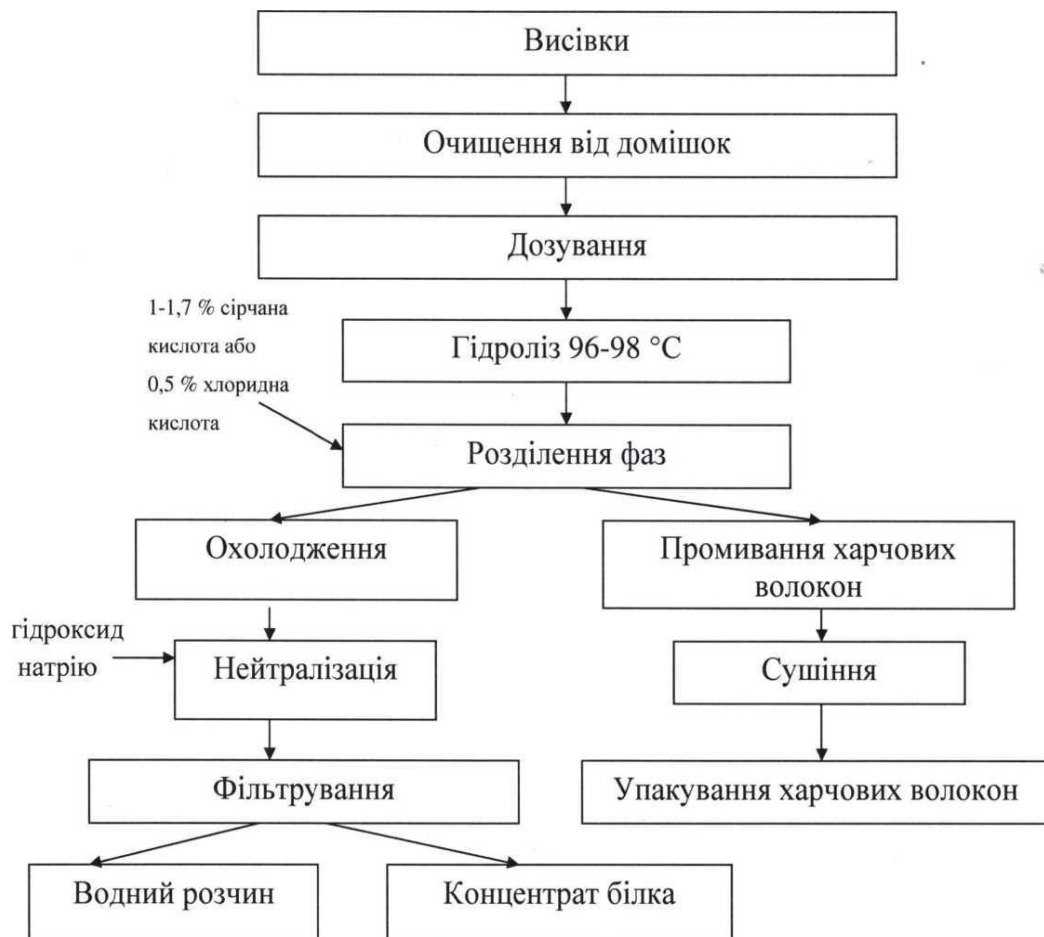 Висівки
Очищення від домішок
Дозування
1-1,7 % сірчана
кислота або
0,5 % хлоридна
кислота
Гідроліз 96-98 °С
Розділення фаз
Охолодження
Промивання харчових
волокон
гідроксид
натрію
Нейтралізація
Сушіння
Фільтрування
Упакування харчових волокон
Водний розчин
Концентрат білка